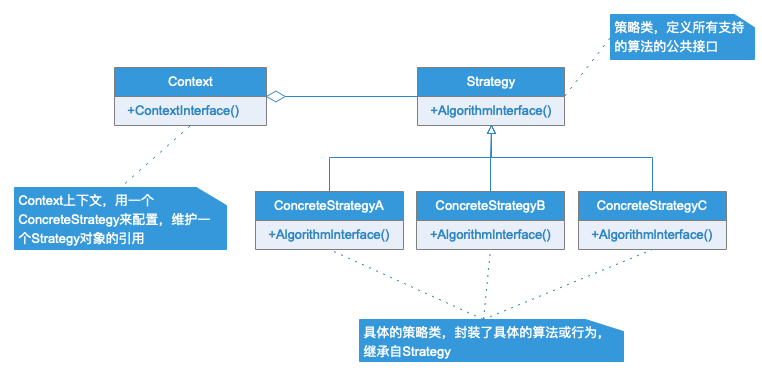 策略类，定义所有支持
的算法的公共接口
Context
+ContextInterface()
Strategy
+AlgorithmInterface()
Context上下文，用一个
ConcreteStrategy来配置，维护一
个Strategy对象的引用
ConcreteStrategyA
+AlgorithmInterface()
ConcreteStrategyB
+AlgorithmInterface()
ConcreteStrategyC
+AlgorithmInterface()
具体的策略类，封装了具体的算法或行为，
继承自Strategy